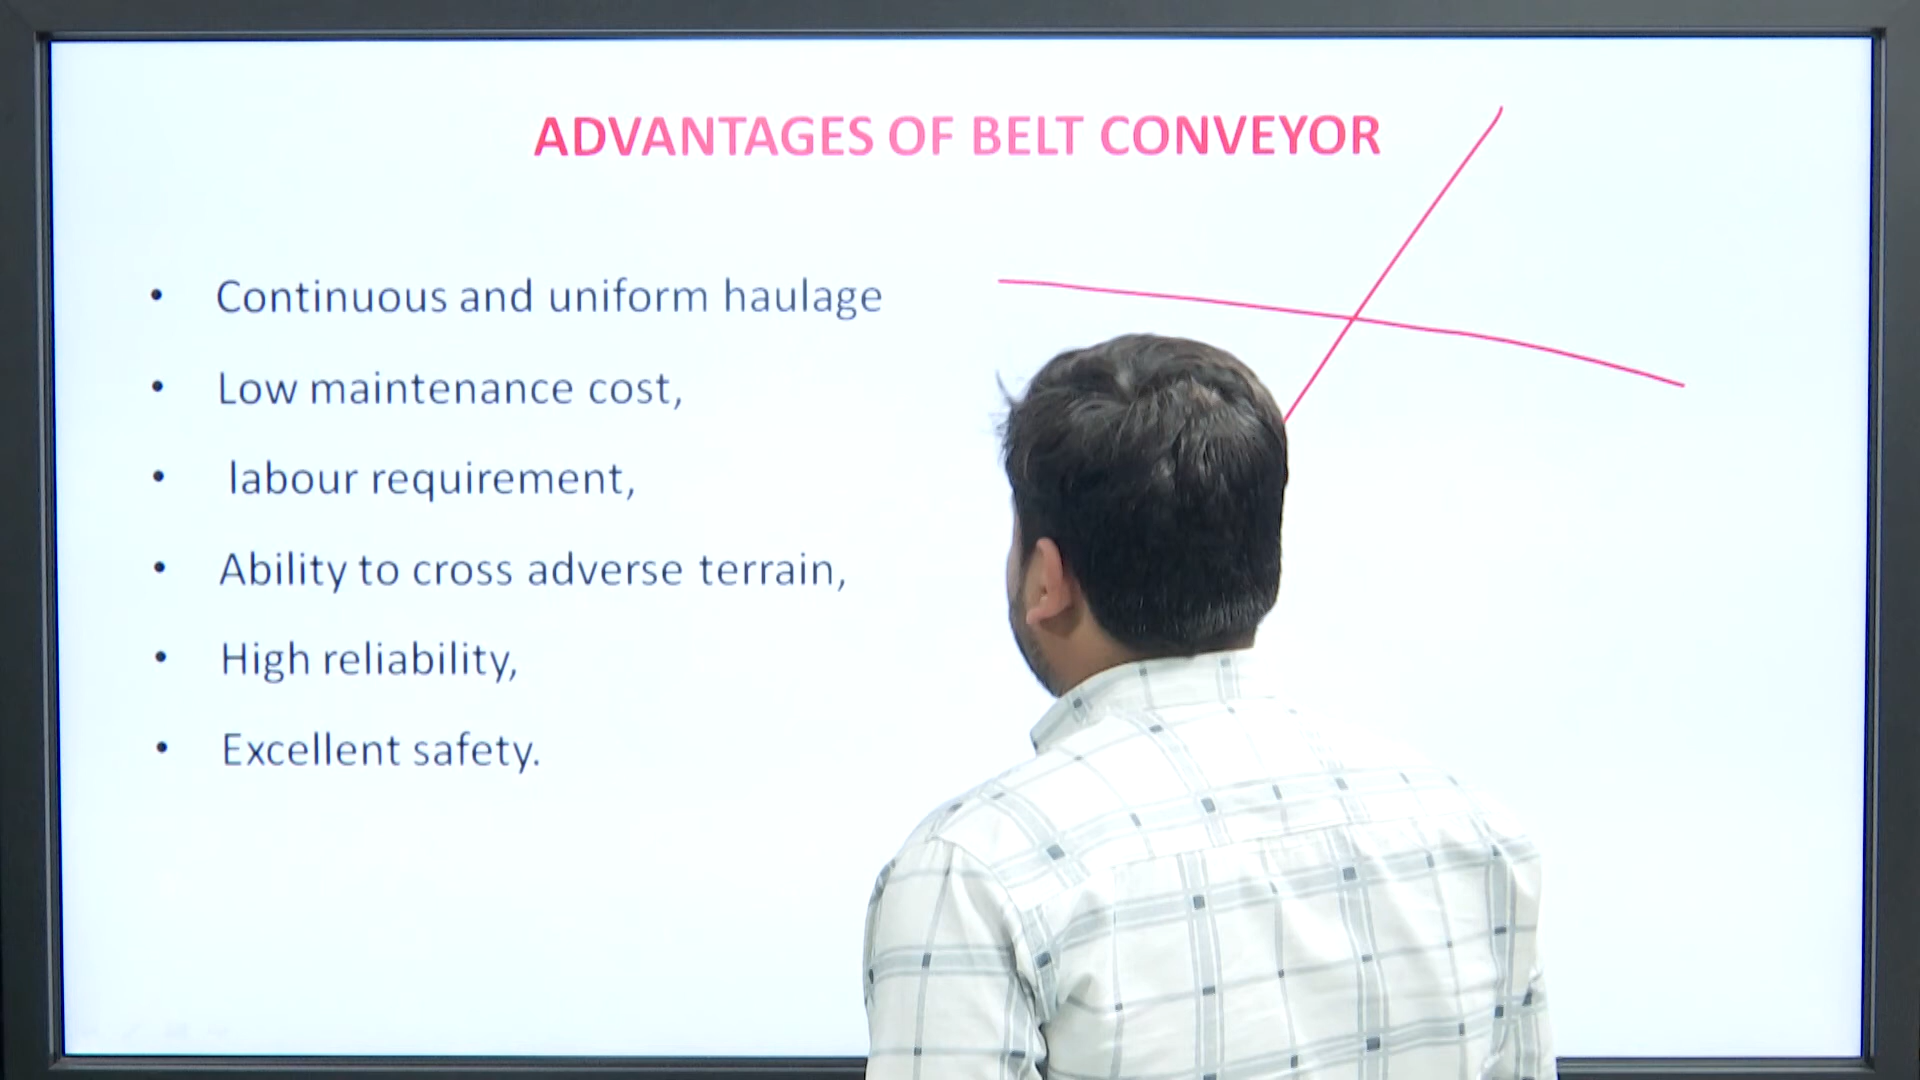 ADVANTAGES OF BELT CONVEYOR
• Continuous and uniform haulage
• Low maintenance cost,
• labour requirement,
• Ability to cross adverse terrain,
• High reliability,
• Excellent safety.